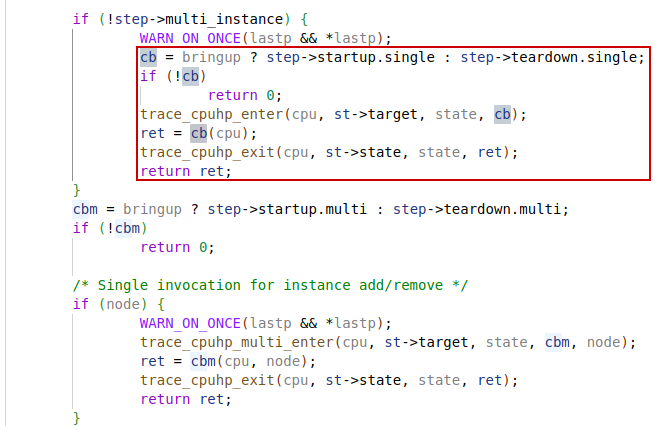 if (!step->multi_instance) {
WARN_ON_ONCE(lastp && *lastp);
cb = bringup ? step->startup.single : step->teardown.single;
if (!cb)
return 0;
trace_cpuhp_enter(cpu, st->target, state, cb);
ret = cb(cpu);
trace_cpuhp_exit(cpu, st->state, state, ret);
return ret;
}
cbm = bringup ? step->startup.multi : step->teardown.multi;
if (!cbm)
return 0;
/* Single invocation for instance add/remove */
if (node) {
WARN_ON_ONCE(lastp && *lastp);
trace_cpuhp_multi_enter(cpu, st->target, state, cbm, node);
ret = cbm(cpu, node);
trace_cpuhp_exit(cpu, st->state, state, ret);
return ret;
}